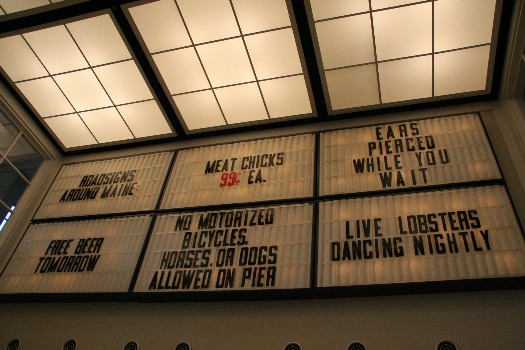 ROADSIGNS
AROUND MAINE
MEAT CHICKS
99¢ EA.
EARS
PIERCED
WHILE YOU
WAIT
FREE BEER
TOMORROW
NO MOTORIZED
BICYCLES.
HORSES, OR DOGS
ALLOWED ON PIER
LIVE LOBSTERS
DANCING NIGHTLY